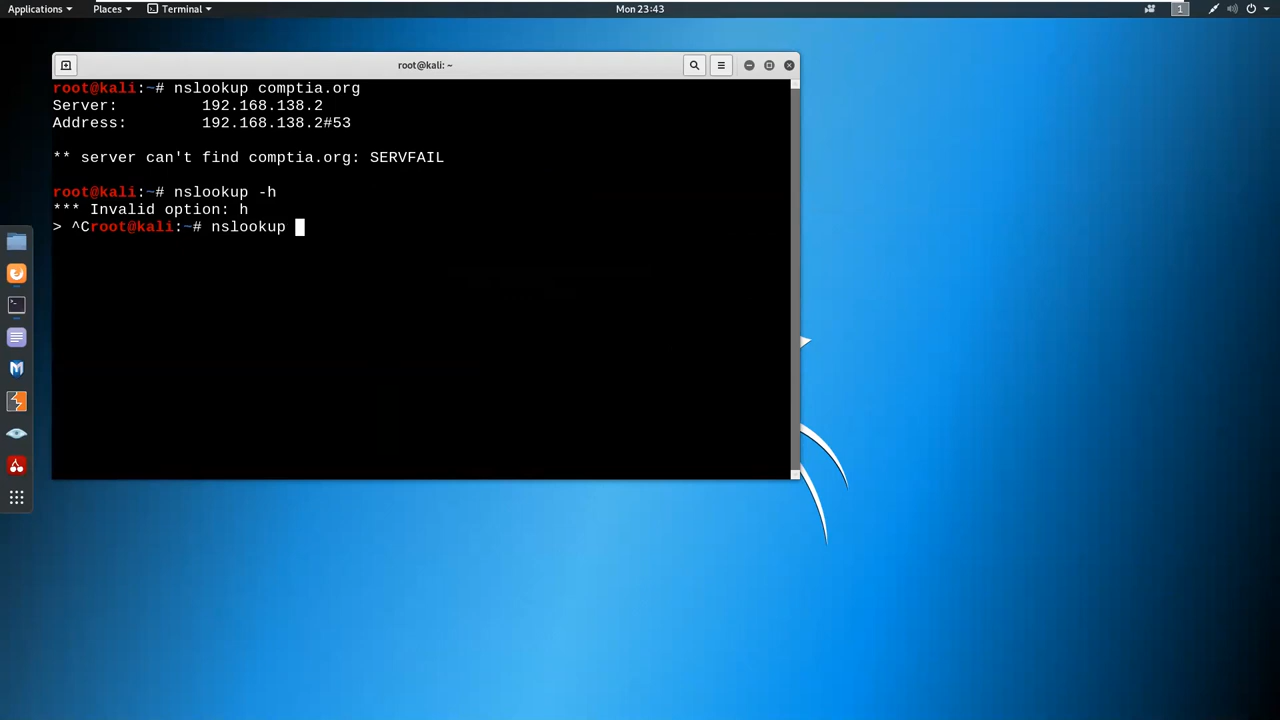 Applications Places Terminal Mon 23:43 1
root@kali: ~
root@kali:~# nslookup comptia.org
Server: 192.168.138.2
Address: 192.168.138.2#53
** server can't find comptia.org: SERVFAIL
root@kali:~# nslookup -h
*** Invalid option: h
> ^Croot@kali:~# nslookup